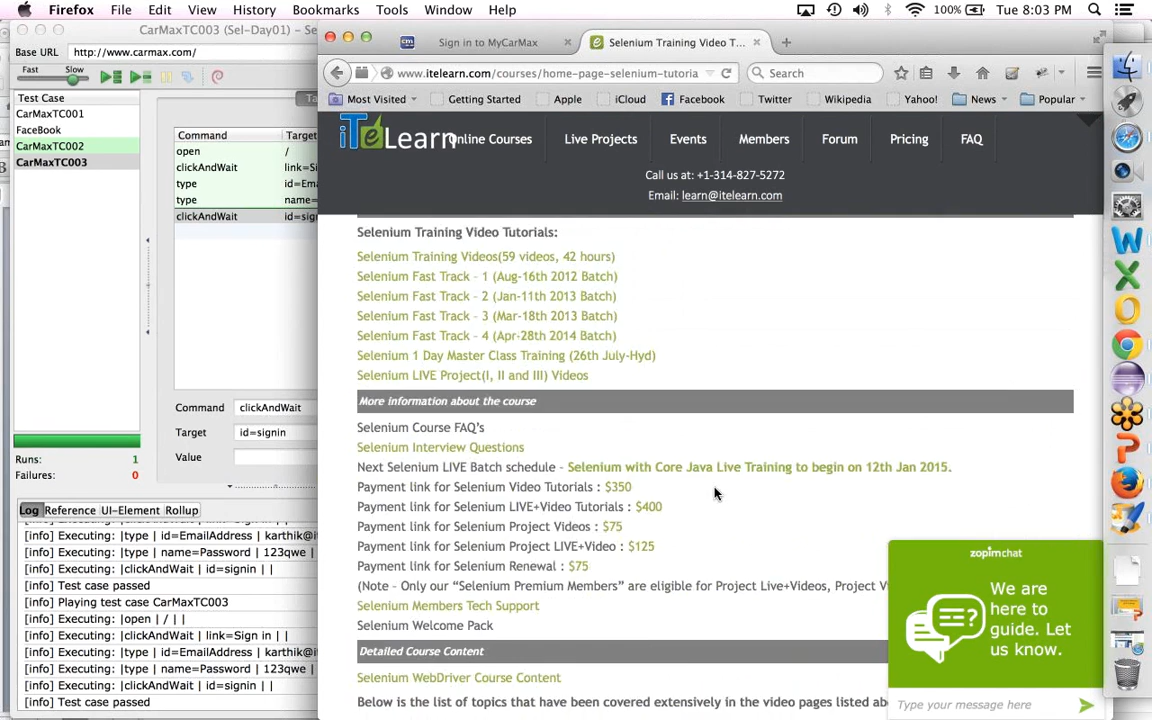 Firefox File Edit View History Bookmarks Tools Window Help 100% Tue 8:03 PM
CarMaxTC003 (Sel-Day01) - Se
Base URL http://www.carmax.com/
Fast Slow
Test Case
CarMaxTC001
FaceBook
CarMaxTC002
CarMaxTC003
Command Target
open /
clickAndWait link=Si
type id=Ema
type name=
clickAndWait id=sign
Command clickAndWait
Target id=signin
Value
Runs: 1
Failures: 0
Log Reference UI-Element Rollup
[info] Executing: |open | / | |
[info] Executing: |clickAndWait | link=Sign in | |
[info] Executing: |type | id=EmailAddress | karthik@i
[info] Executing: |type | name=Password | 123qwe |
[info] Executing: |clickAndWait | id=signin | |
[info] Test case passed
[info] Playing test case CarMaxTC003
[info] Executing: |open | / | |
[info] Executing: |clickAndWait | link=Sign in | |
[info] Executing: |type | id=EmailAddress | karthik@i
[info] Executing: |type | name=Password | 123qwe |
[info] Executing: |clickAndWait | id=signin | |
[info] Test case passed
cm Sign in to MyCarMax Selenium Training Video T...
www.itelearn.com/courses/home-page-selenium-tutoria Search
Most Visited Getting Started Apple iCloud Facebook Twitter Wikipedia Yahoo! News Popular
iTeLearn Online Courses Live Projects Events Members Forum Pricing FAQ
Call us at: +1-314-827-5272
Email: learn@itelearn.com
Selenium Training Video Tutorials:
Selenium Training Videos(59 videos, 42 hours)
Selenium Fast Track – 1 (Aug-16th 2012 Batch)
Selenium Fast Track – 2 (Jan-11th 2013 Batch)
Selenium Fast Track – 3 (Mar-18th 2013 Batch)
Selenium Fast Track – 4 (Apr-28th 2014 Batch)
Selenium 1 Day Master Class Training (26th July-Hyd)
Selenium LIVE Project(I, II and III) Videos
More information about the course
Selenium Course FAQ's
Selenium Interview Questions
Next Selenium LIVE Batch schedule – Selenium with Core Java Live Training to begin on 12th Jan 2015.
Payment link for Selenium Video Tutorials : $350
Payment link for Selenium LIVE+Video Tutorials : $400
Payment link for Selenium Project Videos : $75
Payment link for Selenium Project LIVE+Video : $125
Payment link for Selenium Renewal : $75
(Note – Only our “Selenium Premium Members” are eligible for Project Live+Videos, Project V
Selenium Members Tech Support
Selenium Welcome Pack
Detailed Course Content
Selenium WebDriver Course Content
Below is the list of topics that have been covered extensively in the video pages listed abo
zopim chat
We are
here to
guide. Let
us know.
Type your message here